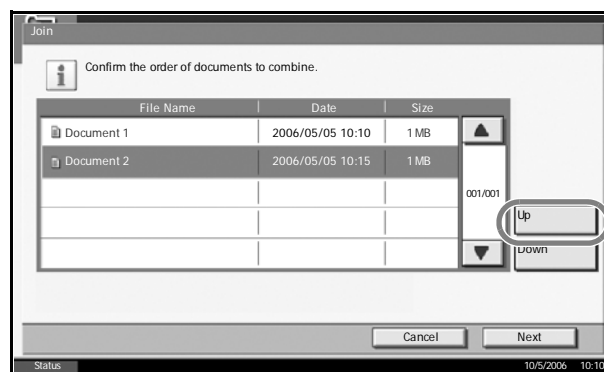 Join
Confirm the order of documents to combine.
File Name Date Size
Document 1 2006/05/05 10:10 1 MB
Document 2 2006/05/05 10:15 1 MB
001/001
Up
Down
Cancel Next
Status 10/5/2006 10:10